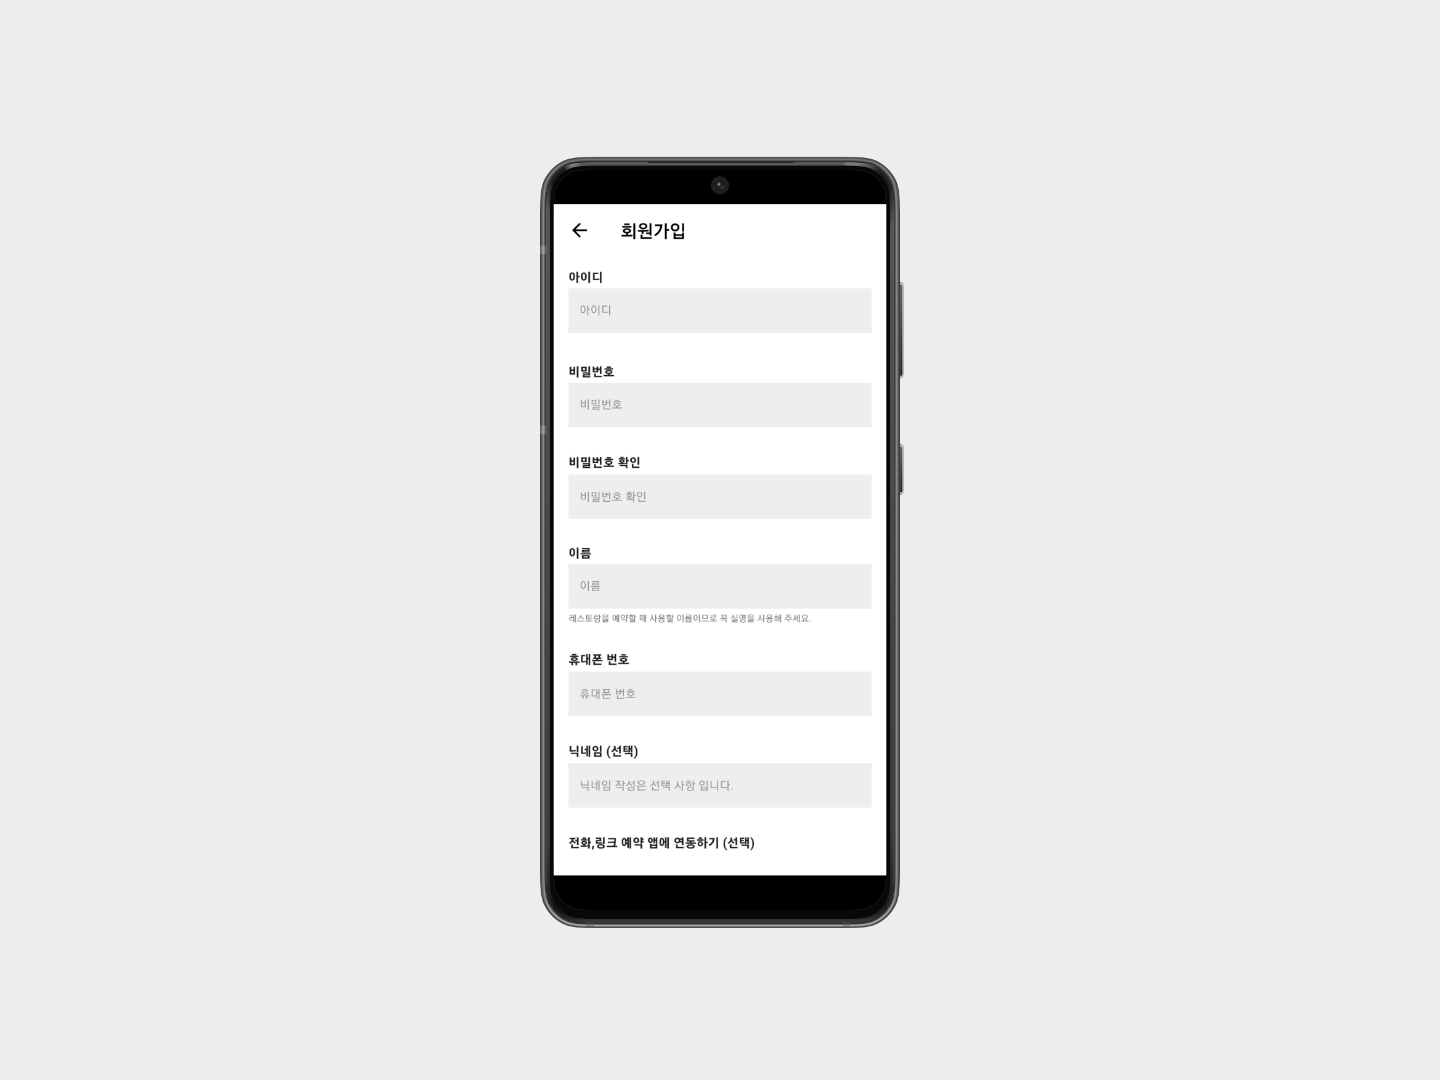 회원가입
아이디
아이디
비밀번호
비밀번호
비밀번호 확인
비밀번호 확인
이름
이름
레스토랑을 예약할 때 사용할 이름이므로 꼭 실명을 사용해 주세요.
휴대폰 번호
휴대폰 번호
닉네임 (선택)
닉네임 작성은 선택 사항 입니다.
전화,링크 예약 앱에 연동하기 (선택)